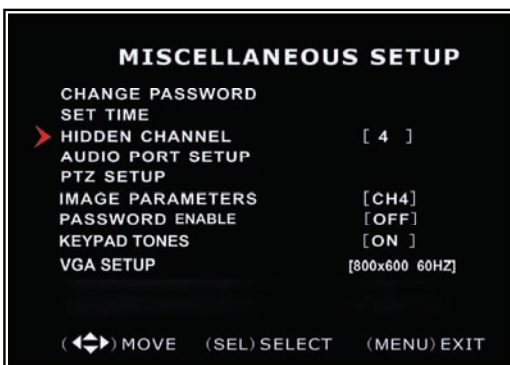 MISCELLANEOUS SETUP
CHANGE PASSWORD
SET TIME
HIDDEN CHANNEL [ 4 ]
AUDIO PORT SETUP
PTZ SETUP
IMAGE PARAMETERS [CH4]
PASSWORD ENABLE [OFF]
KEYPAD TONES [ON ]
VGA SETUP [800x600 60HZ]
( ) MOVE (SEL) SELECT (MENU) EXIT